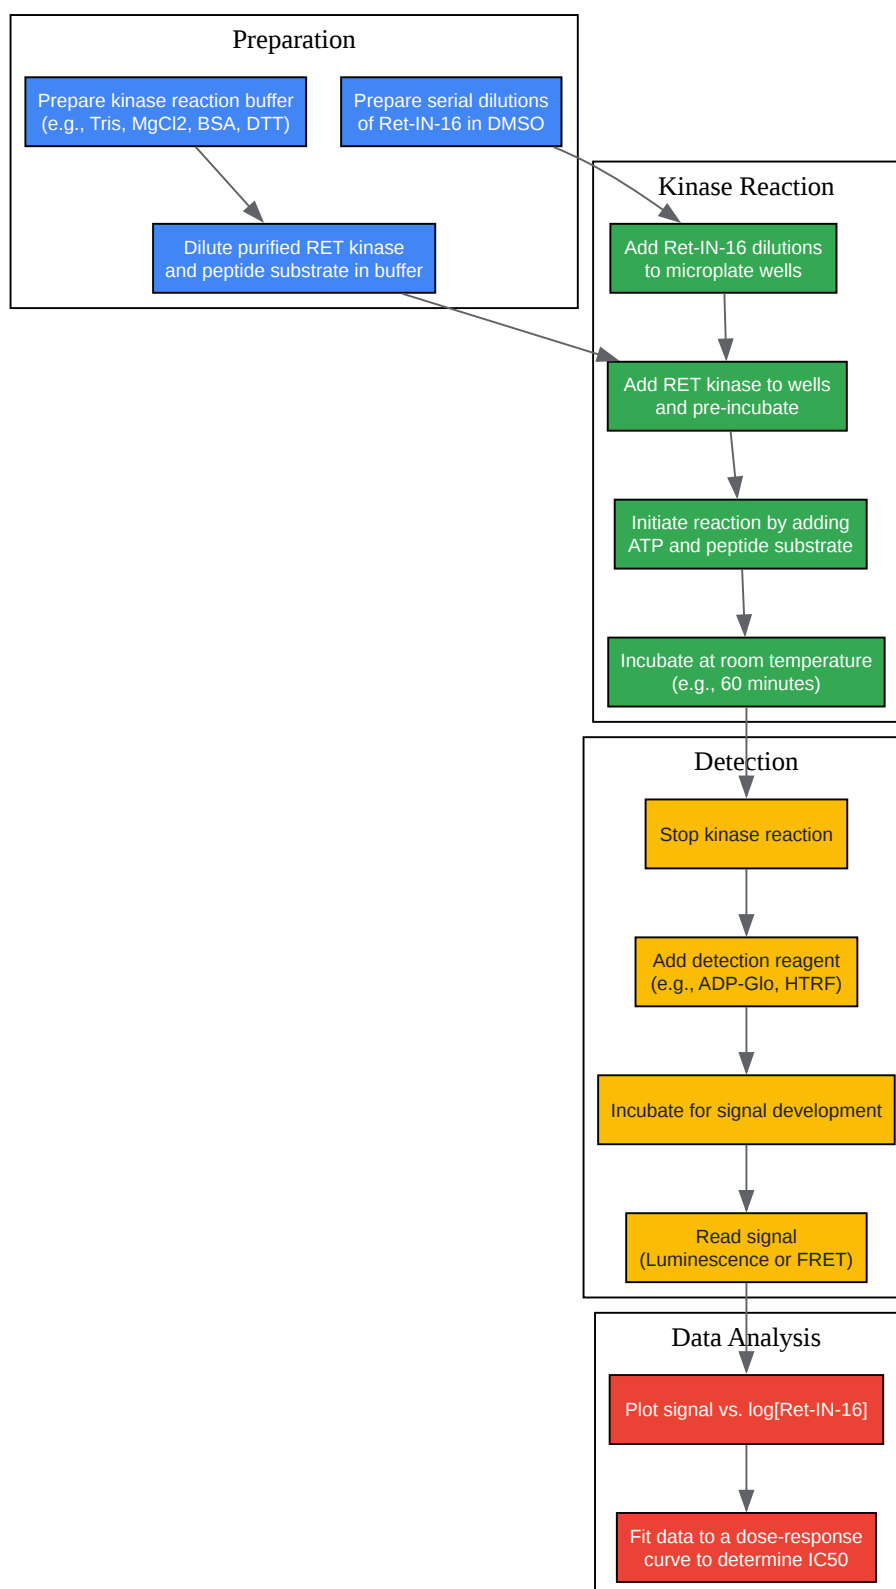 Preparation
Prepare kinase reaction buffer
(e.g., Tris, MgCl2, BSA, DTT)
Prepare serial dilutions
of Ret-IN-16 in DMSO
Dilute purified RET kinase
and peptide substrate in buffer
Kinase Reaction
Add Ret-IN-16 dilutions
to microplate wells
Add RET kinase to wells
and pre-incubate
Initiate reaction by adding
ATP and peptide substrate
Incubate at room temperature
(e.g., 60 minutes)
Detection
Stop kinase reaction
Add detection reagent
(e.g., ADP-Glo, HTRF)
Incubate for signal development
Read signal
(Luminescence or FRET)
Data Analysis
Plot signal vs. log[Ret-IN-16]
Fit data to a dose-response
curve to determine IC50